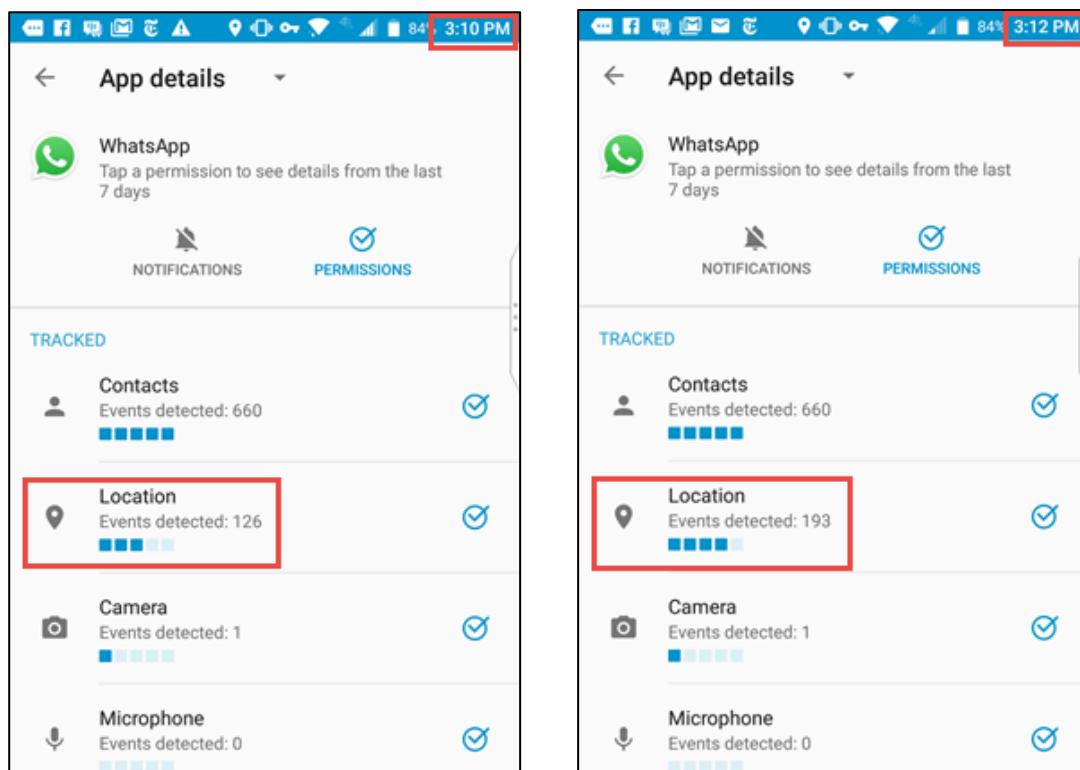 84% 3:10 PM
App details
WhatsApp
Tap a permission to see details from the last
7 days
NOTIFICATIONS PERMISSIONS
TRACKED
Contacts
Events detected: 660
Location
Events detected: 126
Camera
Events detected: 1
Microphone
Events detected: 0
84% 3:12 PM
App details
WhatsApp
Tap a permission to see details from the last
7 days
NOTIFICATIONS PERMISSIONS
TRACKED
Contacts
Events detected: 660
Location
Events detected: 193
Camera
Events detected: 1
Microphone
Events detected: 0